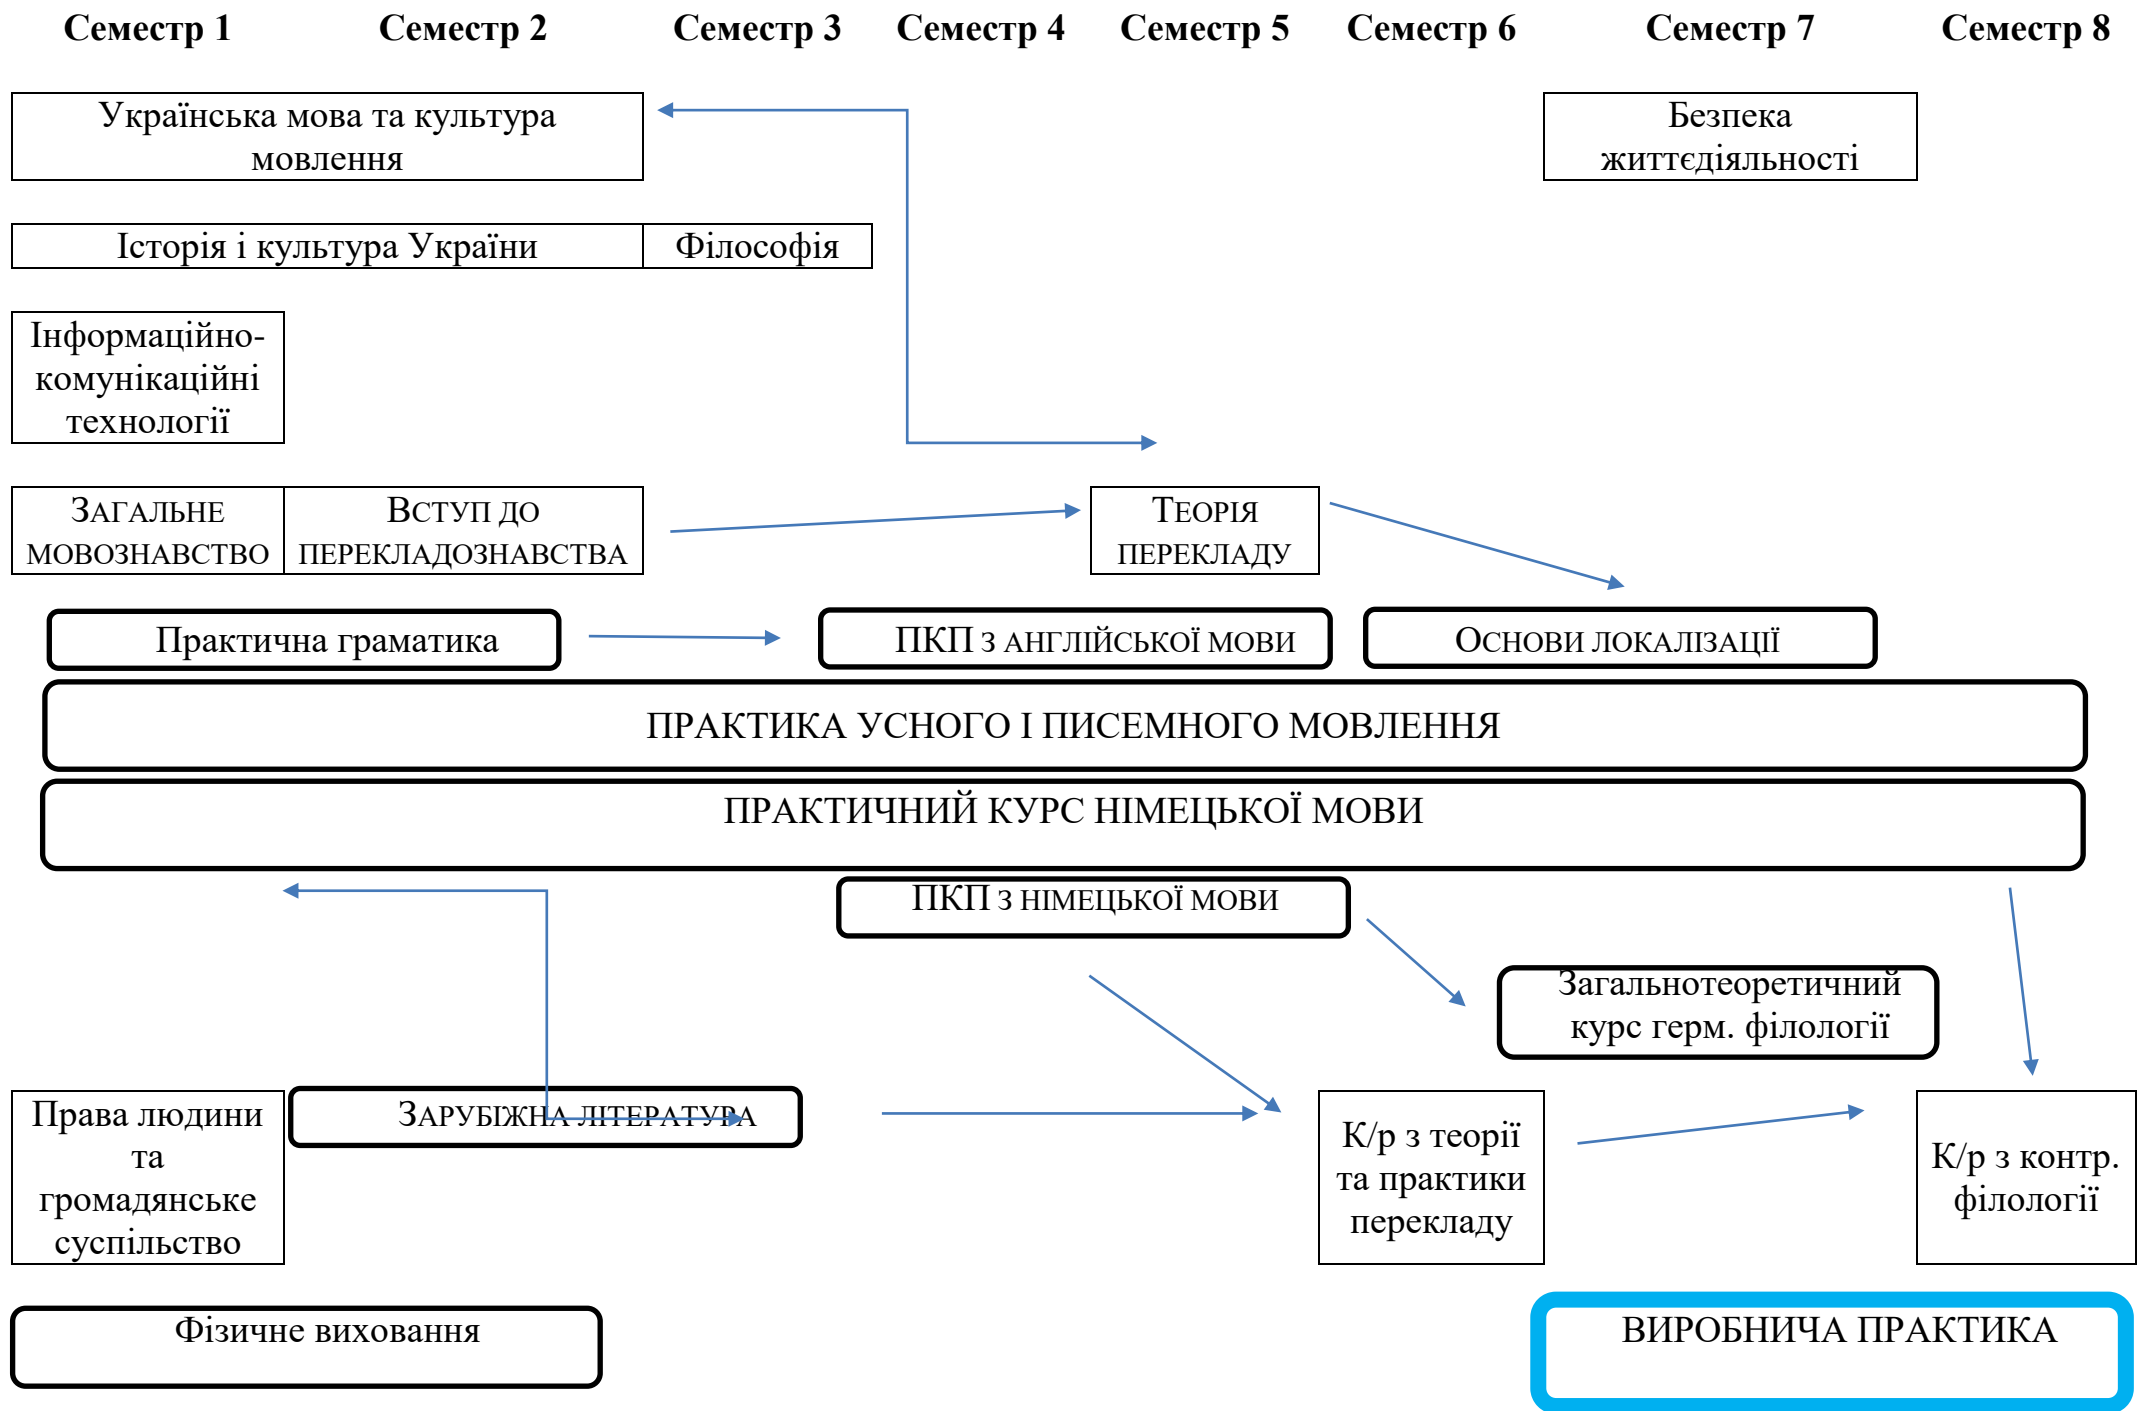 Семестр 1 Семестр 2 Семестр 3 Семестр 4 Семестр 5 Семестр 6 Семестр 7 Семестр 8
Українська мова та культура
мовлення
Безпека
життєдіяльності
Історія і культура України
Філософія
Інформаційно-
комунікаційні
технології
ЗАГАЛЬНЕ
МОВОЗНАВСТВО
ВСТУП ДО
ПЕРЕКЛАДОЗНАВСТВА
ТЕОРІЯ
ПЕРЕКЛАДУ
Практична граматика
ПКП З АНГЛІЙСЬКОЇ МОВИ
ОСНОВИ ЛОКАЛІЗАЦІЇ
ПРАКТИКА УСНОГО І ПИСЕМНОГО МОВЛЕННЯ
ПРАКТИЧНИЙ КУРС НІМЕЦЬКОЇ МОВИ
ПКП З НІМЕЦЬКОЇ МОВИ
Загальнотеоретичний
курс герм. філології
Права людини
та
громадянське
суспільство
ЗАРУБІЖНА ЛІТЕРАТУРА
К/р з теорії
та практики
перекладу
К/р з контр.
філології
Фізичне виховання
ВИРОБНИЧА ПРАКТИКА